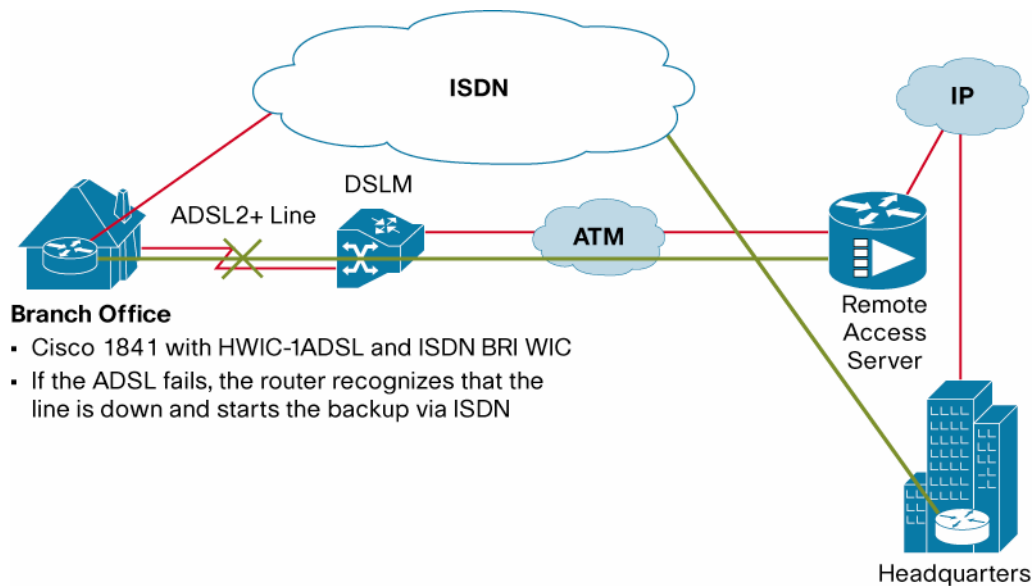 ISDN
IP
DSLM
ADSL2+ Line
ATM
Remote
Access
Server
Branch Office
▪ Cisco 1841 with HWIC-1ADSL and ISDN BRI WIC
▪ If the ADSL fails, the router recognizes that the
line is down and starts the backup via ISDN
Headquarters